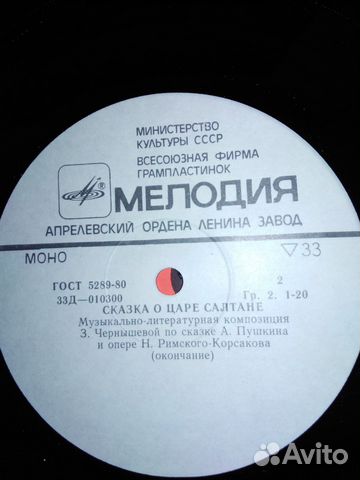 МИНИСТЕРСТВО
КУЛЬТУРЫ СССР
ВСЕСОЮЗНАЯ ФИРМА
ГРАМПЛАСТИНОК
®
МЕЛОДИЯ
АПРЕЛЕВСКИЙ ОРДЕНА ЛЕНИНА ЗАВОД
МОНО ▽33
ГОСТ 5289-80 2
33Д—010300 Гр. 2. 1-20
СКАЗКА О ЦАРЕ САЛТАНЕ
Музыкально-литературная композиция
З. Чернышевой по сказке А. Пушкина
и опере Н. Римского-Корсакова
(окончание)
Avito